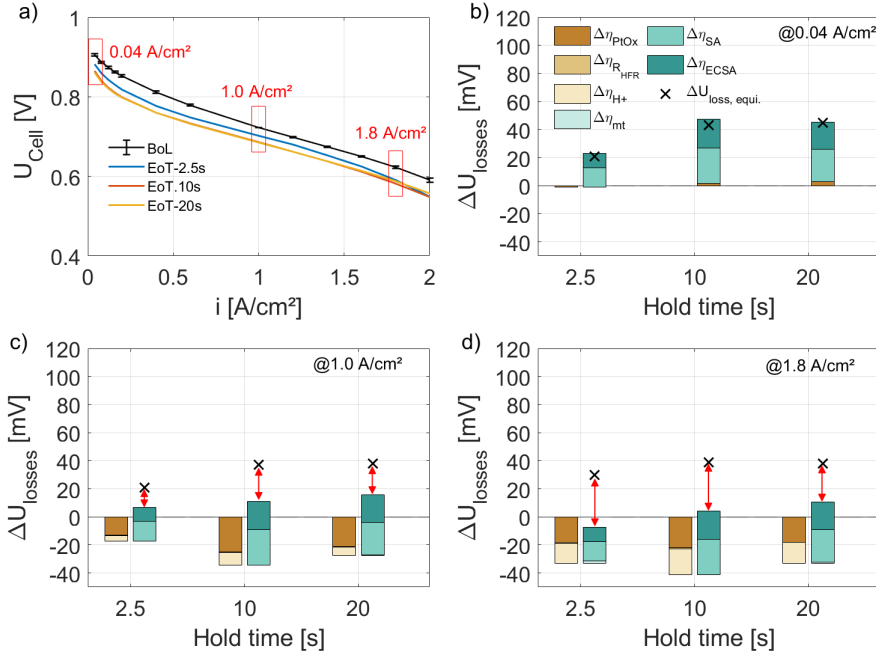 a)
U_Cell [V]
1
0.8
0.6
0.4
0.04 A/cm²
1.0 A/cm²
1.8 A/cm²
BoL
EoT-2.5s
EoT.10s
EoT-20s
0 0.5 1 1.5 2
i [A/cm²]
b)
ΔU_losses [mV]
120
100
80
60
40
20
0
-20
-40
@0.04 A/cm²
Δη_PtOx
Δη_R_HFR
Δη_H+
Δη_mt
Δη_SA
Δη_ECSA
ΔU_loss, equi.
2.5 10 20
Hold time [s]
c)
ΔU_losses [mV]
120
100
80
60
40
20
0
-20
-40
@1.0 A/cm²
2.5 10 20
Hold time [s]
d)
ΔU_losses [mV]
120
100
80
60
40
20
0
-20
-40
@1.8 A/cm²
2.5 10 20
Hold time [s]